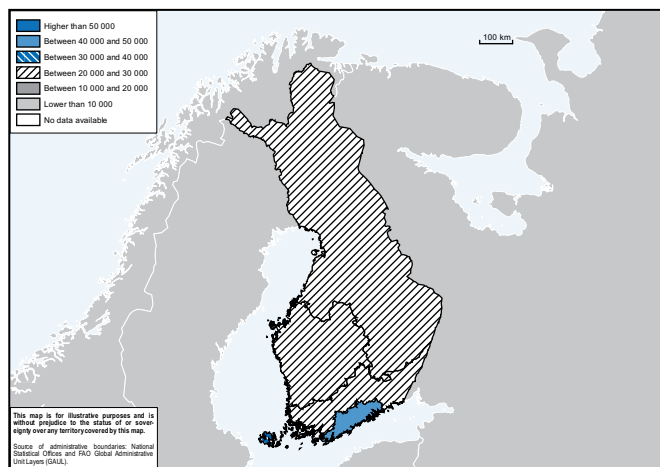 Higher than 50 000
Between 40 000 and 50 000
Between 30 000 and 40 000
Between 20 000 and 30 000
Between 10 000 and 20 000
Lower than 10 000
No data available
100 km
This map is for illustrative purposes and is
without prejudice to the status of or sover-
eignty over any territory covered by this map.
Source of administrative boundaries: National
Statistical Offices and FAO Global Administrative
Unit Layers (GAUL).